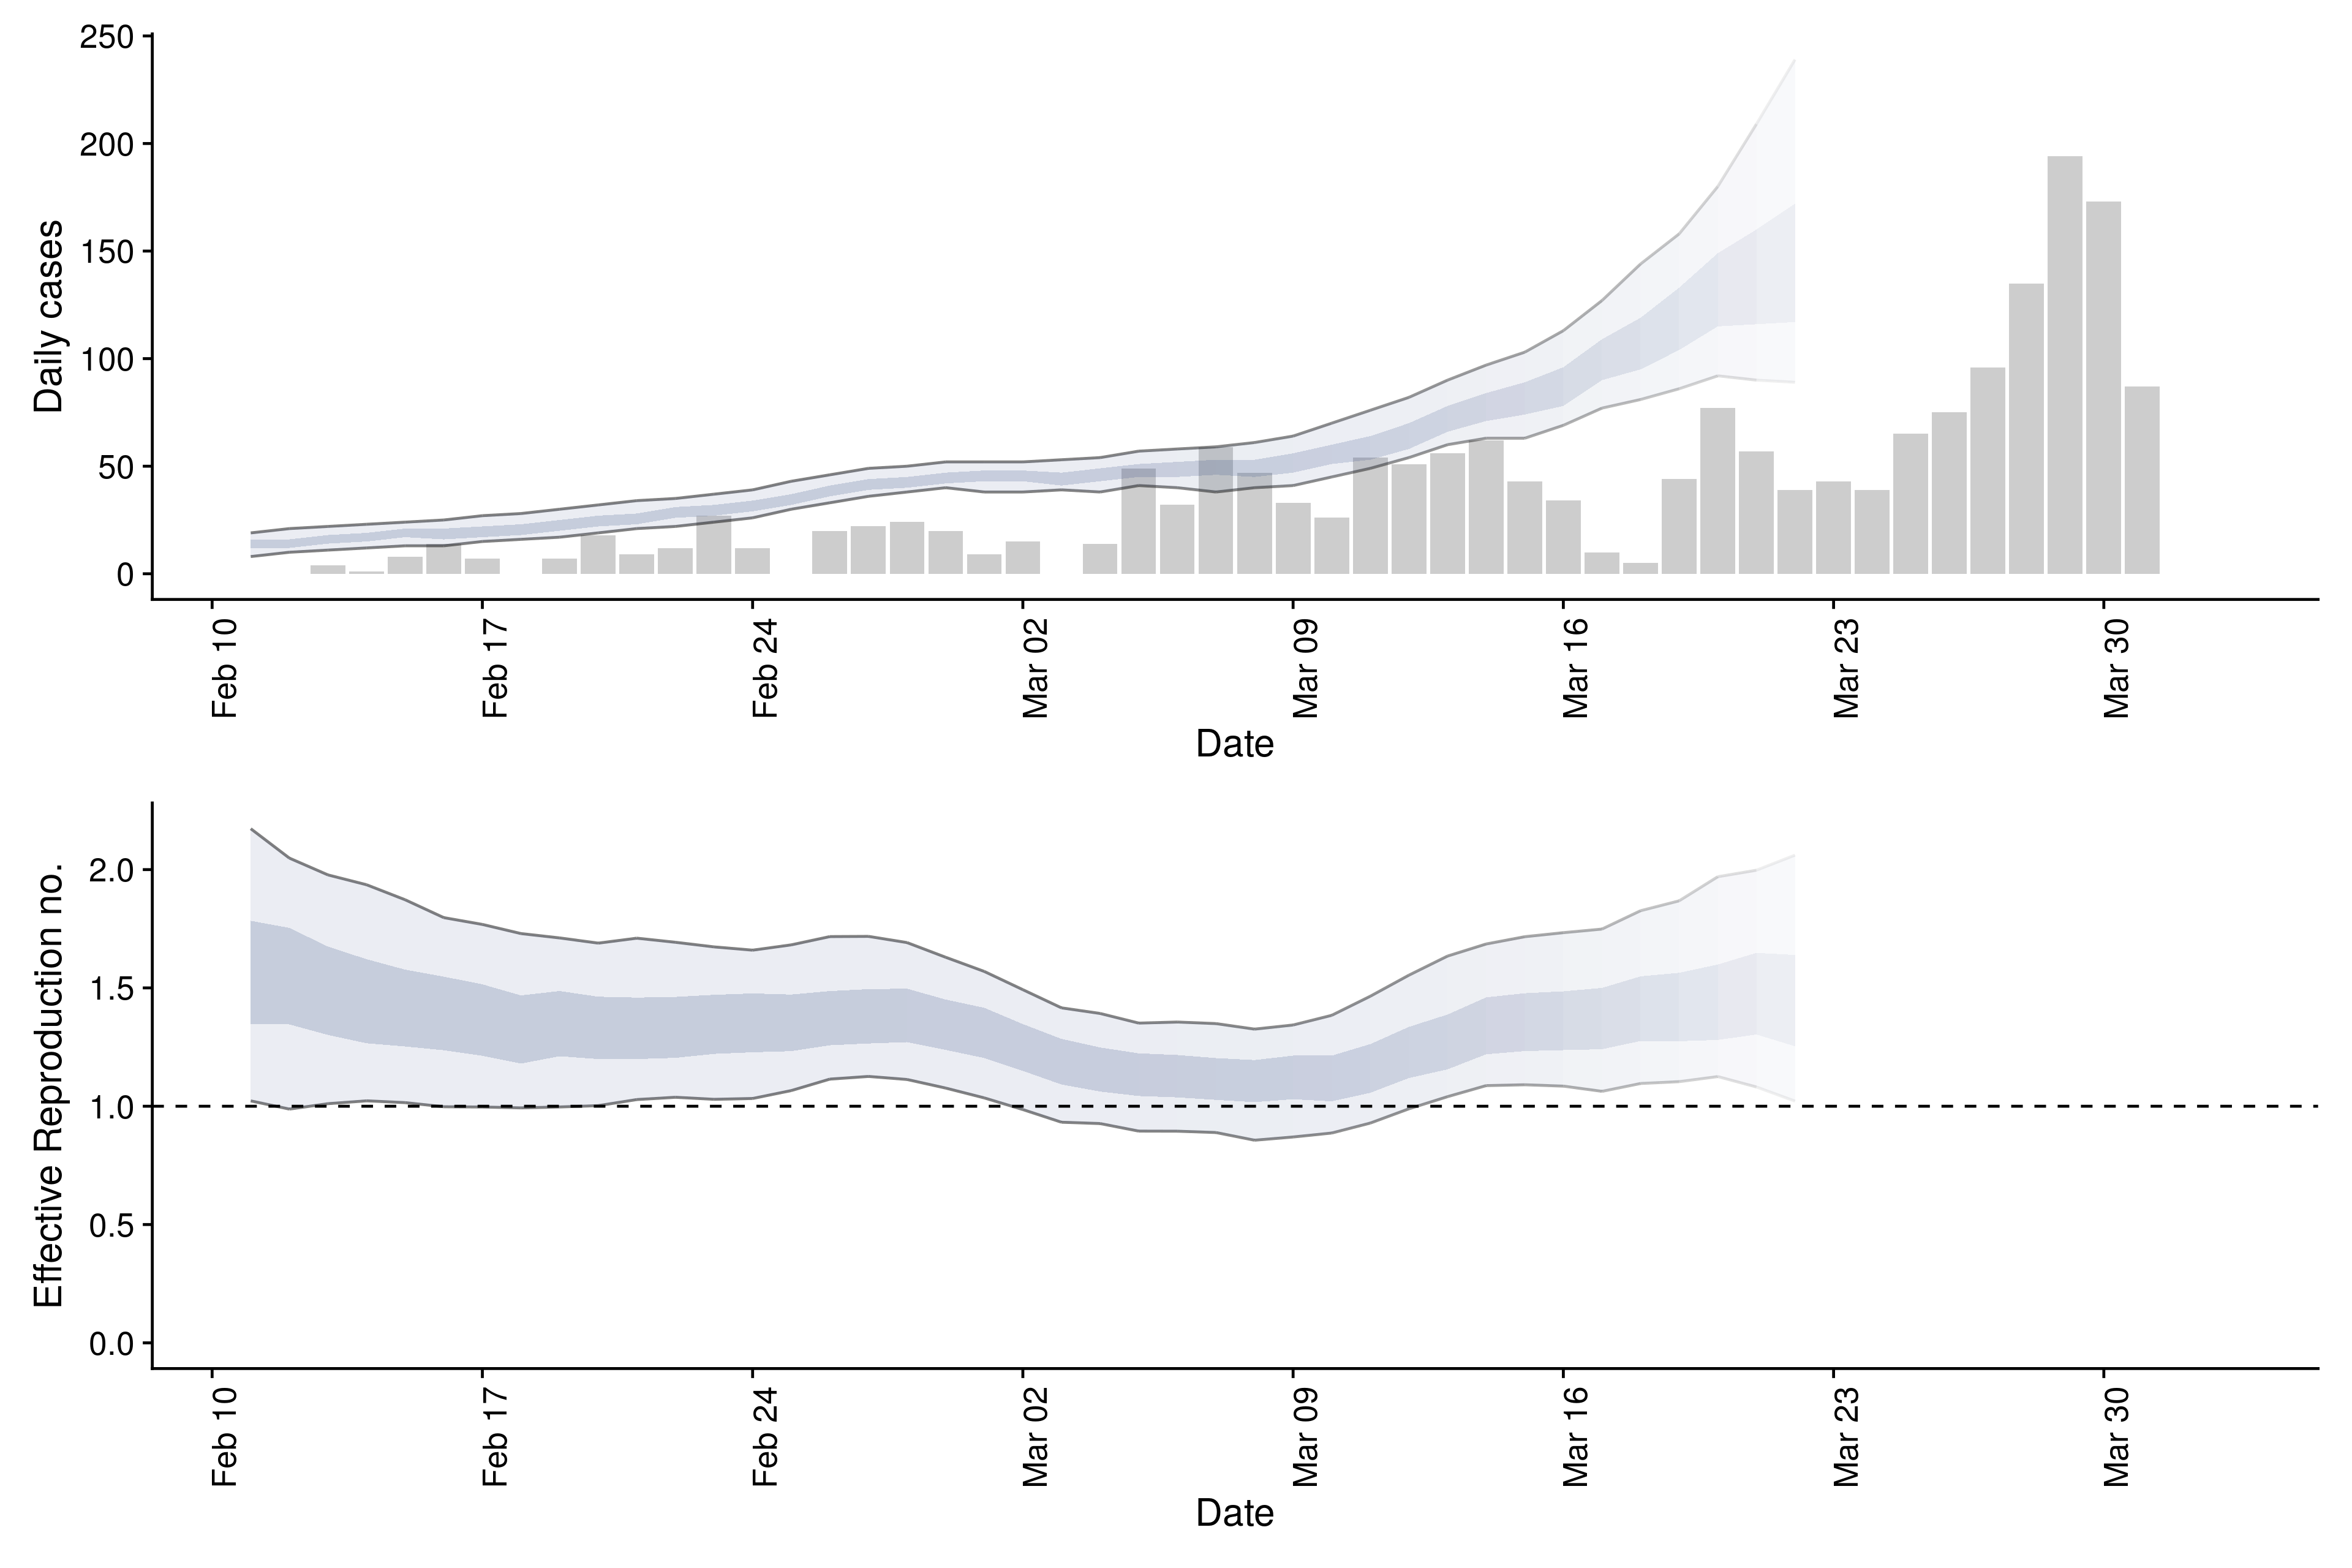 Daily cases
250
200
150
100
50
0
Feb 10
Feb 17
Feb 24
Mar 02
Mar 09
Mar 16
Mar 23
Mar 30
Date
Effective Reproduction no.
2.0
1.5
1.0
0.5
0.0
Feb 10
Feb 17
Feb 24
Mar 02
Mar 09
Mar 16
Mar 23
Mar 30
Date